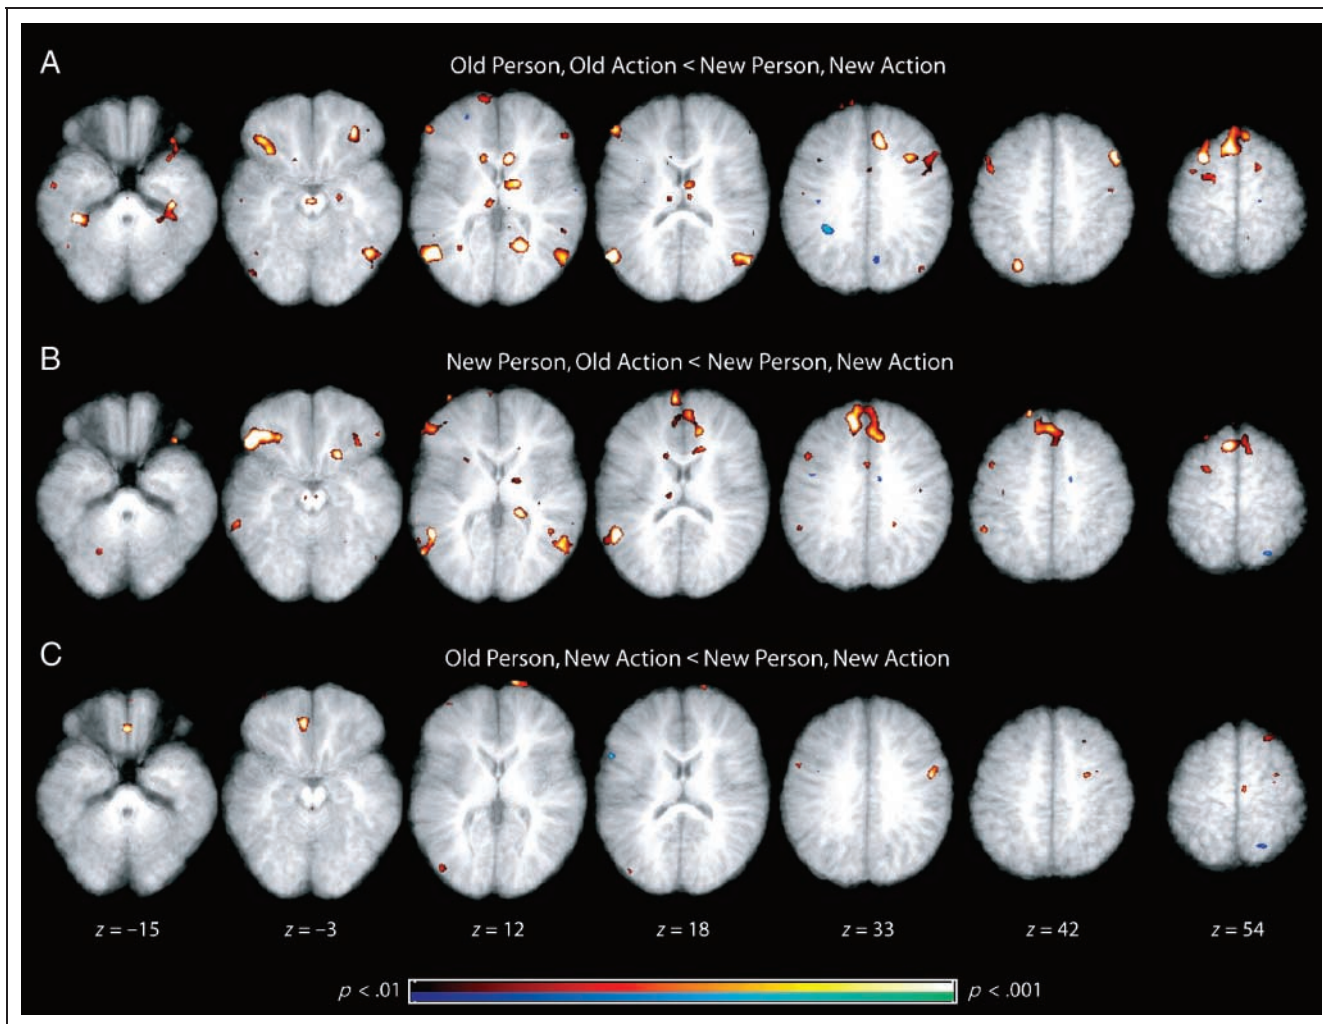 A
Old Person, Old Action < New Person, New Action
B
New Person, Old Action < New Person, New Action
C
Old Person, New Action < New Person, New Action
z = –15 z = –3 z = 12 z = 18 z = 33 z = 42 z = 54
p < .01 p < .001